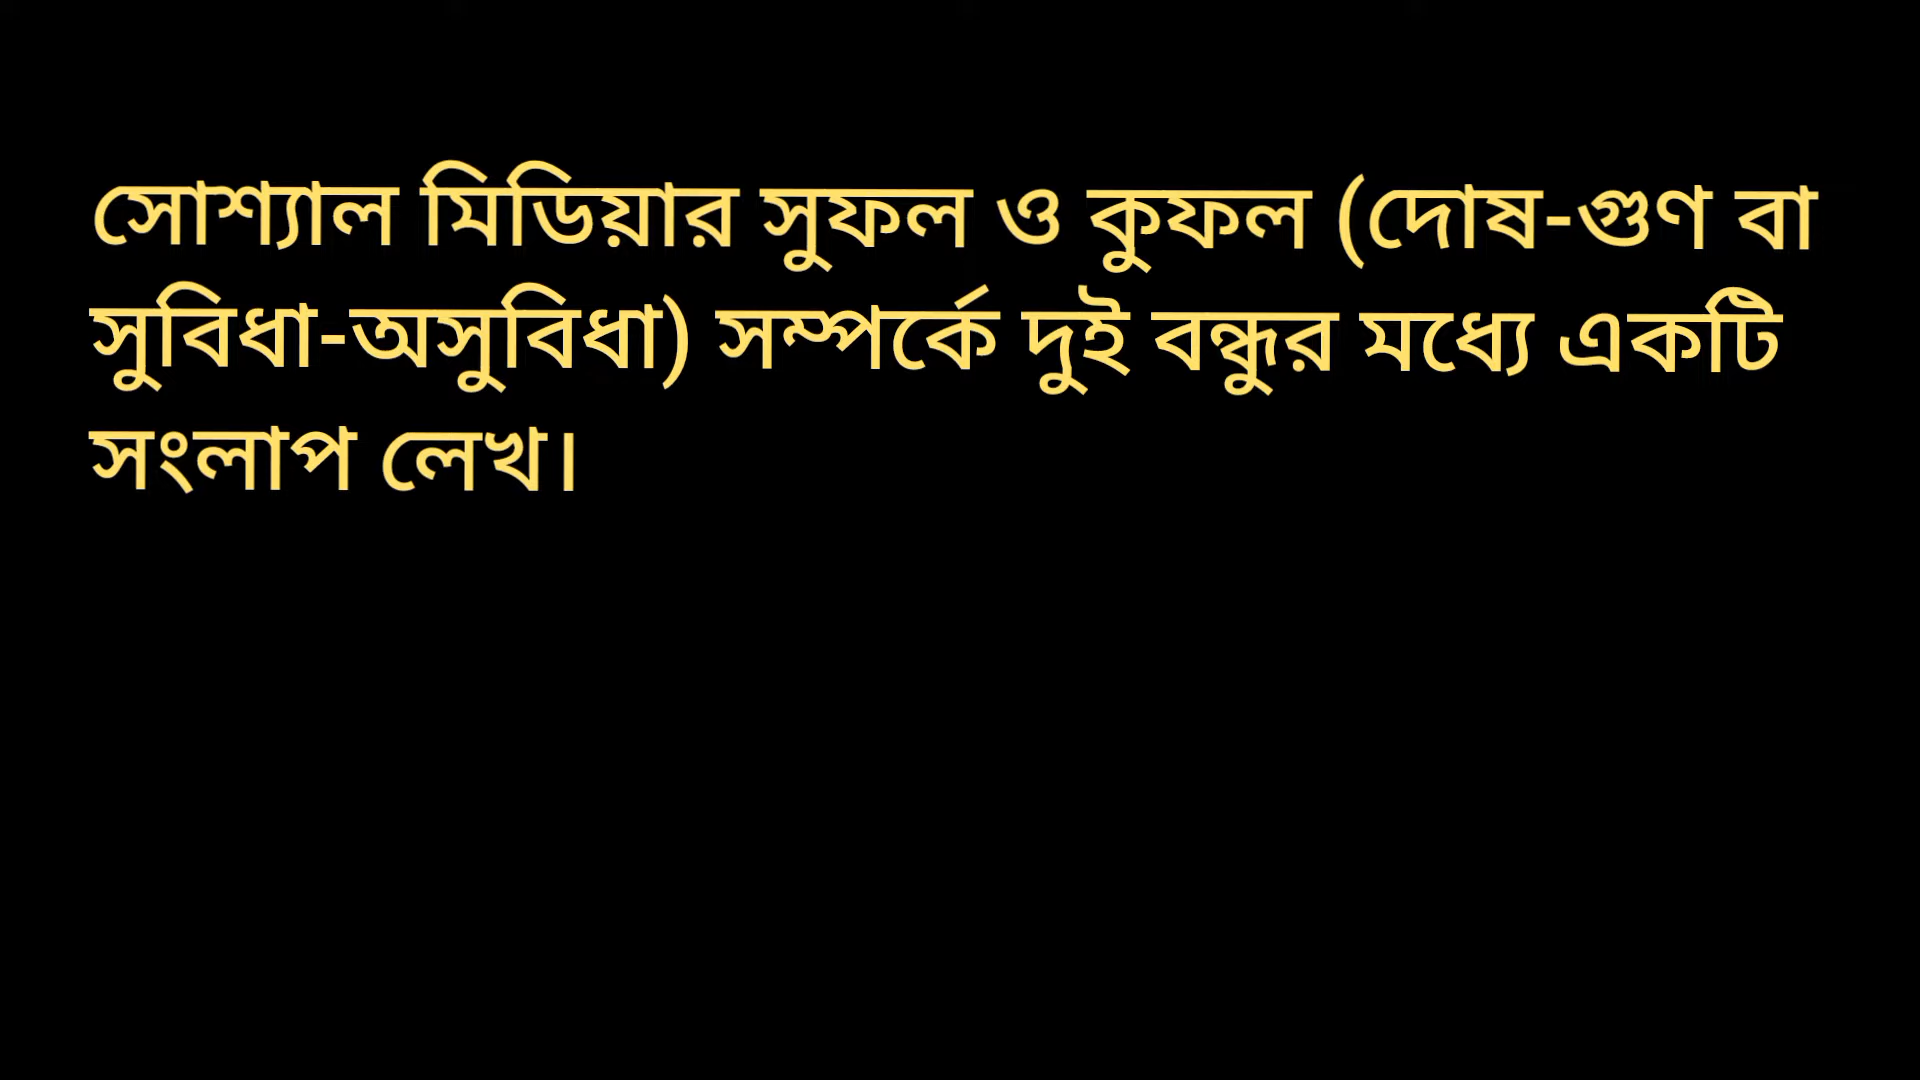 সোশ্যাল মিডিয়ার সুফল ও কুফল (দোষ-গুণ বা
সুবিধা-অসুবিধা) সম্পর্কে দুই বন্ধুর মধ্যে একটি
সংলাপ লেখ।